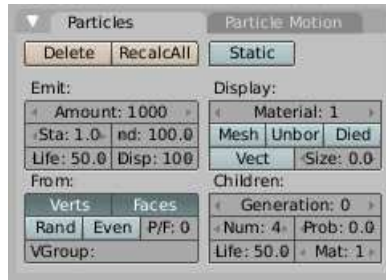 Particles Particle Motion
Delete RecalcAll Static
Emit: Display:
Amount: 1000 Material: 1
Sta: 1.0 nd: 100.0 Mesh Unbor Died
Life: 50.0 Disp: 100 Vect Size: 0.0
From: Children:
Verts Faces Generation: 0
Rand Even P/F: 0 Num: 4 Prob: 0.0
VGroup: Life: 50.0 Mat: 1